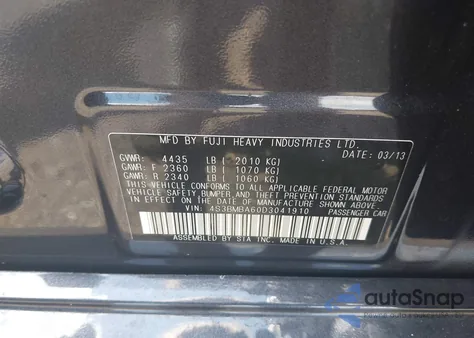 MFD BY FUJI HEAVY INDUSTRIES LTD.
DATE: 03/13
GVWR: 4435 LB ( 2010 KG)
GAWR: F 2360 LB ( 1070 KG)
GAWR: R 2340 LB ( 1060 KG)
THIS VEHICLE CONFORMS TO ALL APPLICABLE FEDERAL MOTOR
VEHICLE SAFETY, BUMPER, AND THEFT PREVENTION STANDARDS
IN EFFECT ON THE DATE OF MANUFACTURE SHOWN ABOVE.
VIN: 4S3BMBA60D3041910 PASSENGER CAR
ASSEMBLED BY SIA INC. MADE IN U.S.A.
autoSnap